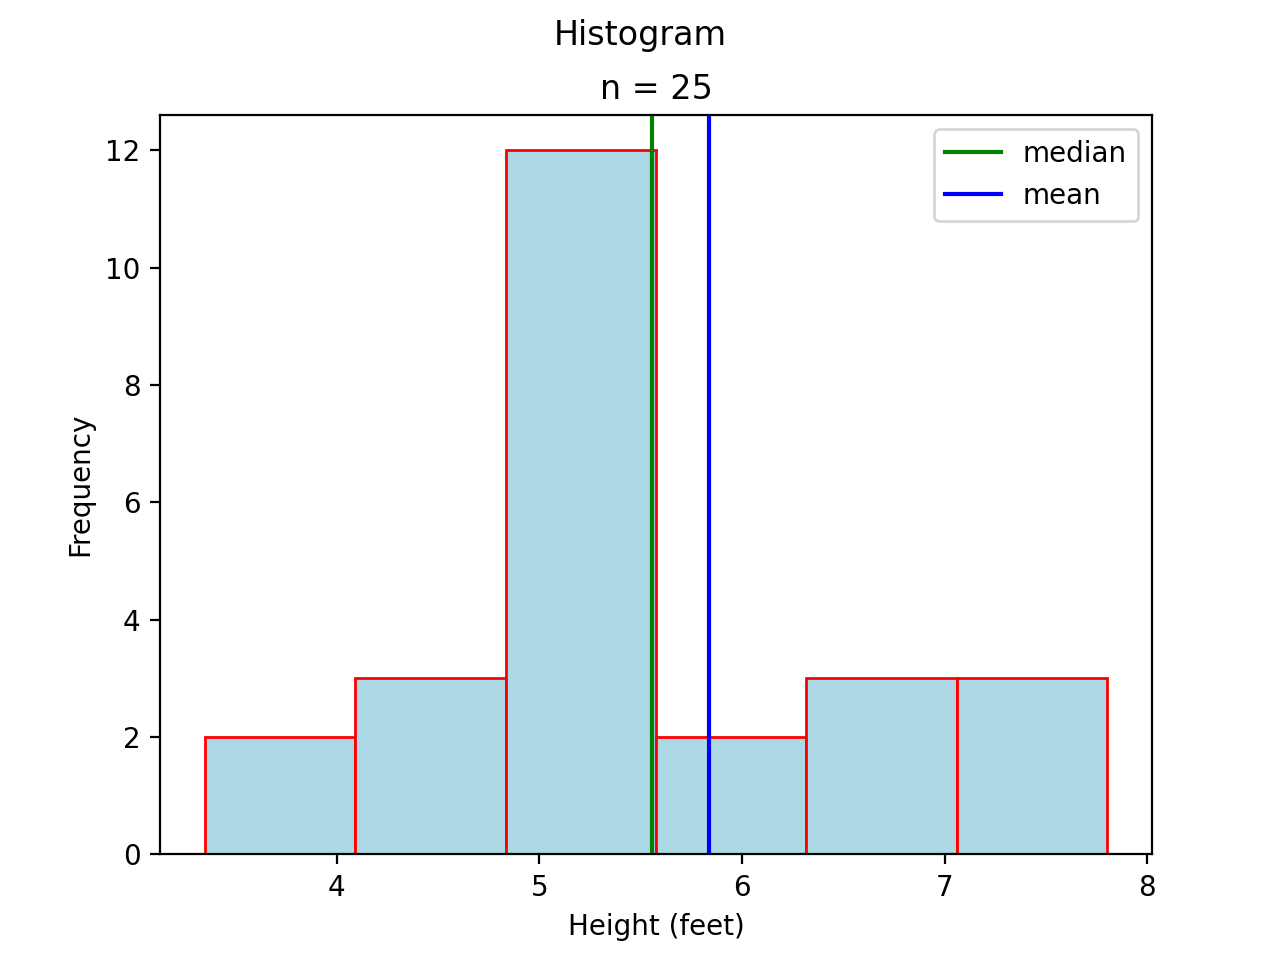 Histogram
n = 25
median
mean
12
10
8
6
4
2
0
Frequency
4 5 6 7 8
Height (feet)